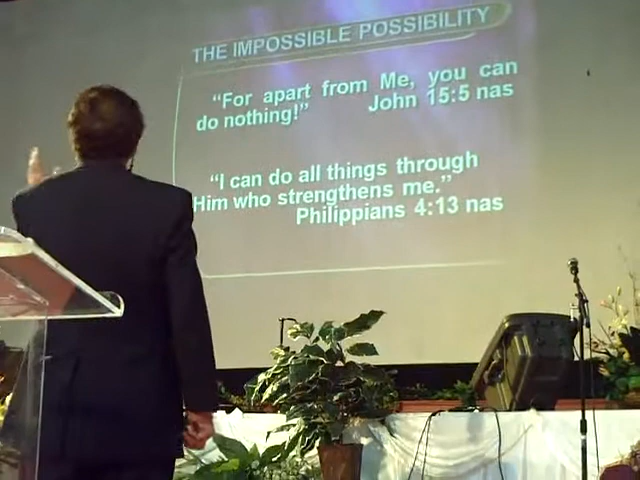 THE IMPOSSIBLE POSSIBILITY
“For apart from Me, you can
do nothing!” John 15:5 nas
“I can do all things through
Him who strengthens me.”
Philippians 4:13 nas